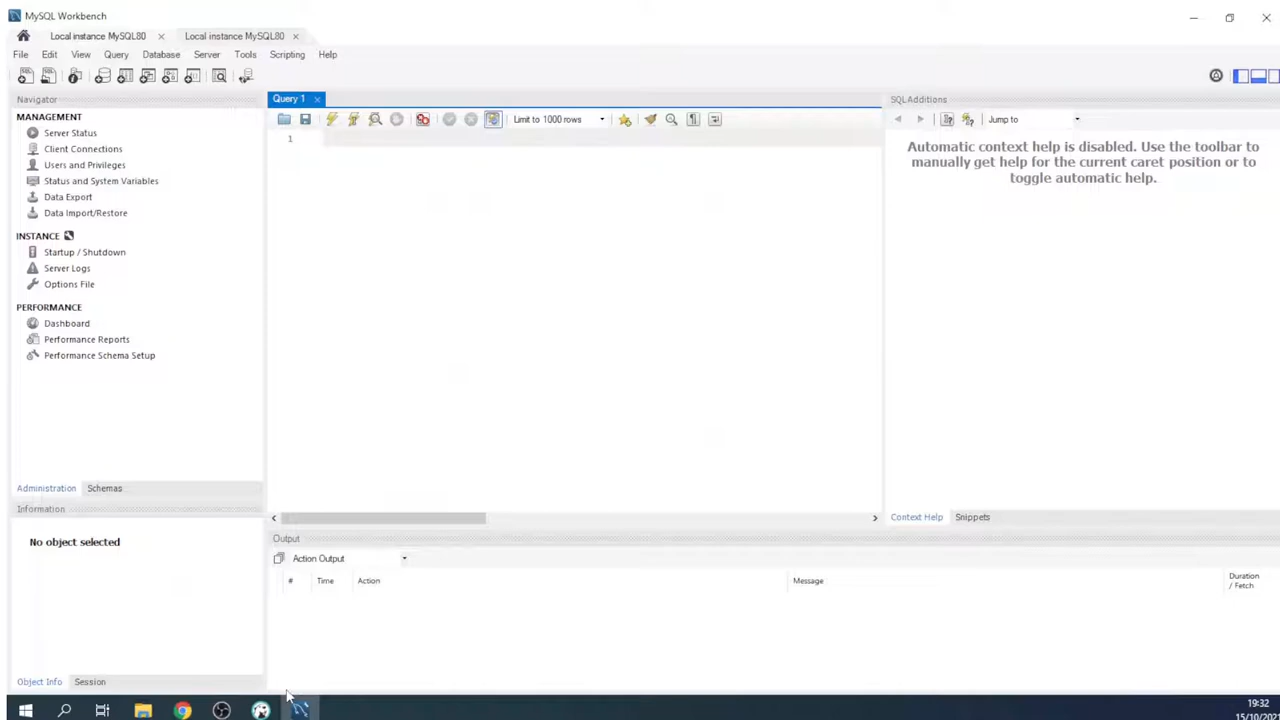 MySQL Workbench
Local instance MySQL80
Local instance MySQL80
File Edit View Query Database Server Tools Scripting Help
Navigator
MANAGEMENT
Server Status
Client Connections
Users and Privileges
Status and System Variables
Data Export
Data Import/Restore
INSTANCE
Startup / Shutdown
Server Logs
Options File
PERFORMANCE
Dashboard
Performance Reports
Performance Schema Setup
Administration Schemas
Information
No object selected
Object Info Session
Query 1
Limit to 1000 rows
1
SQLAdditions
Jump to
Automatic context help is disabled. Use the toolbar to
manually get help for the current caret position or to
toggle automatic help.
Context Help Snippets
Output
Action Output
# Time Action Message Duration
/ Fetch
19:32